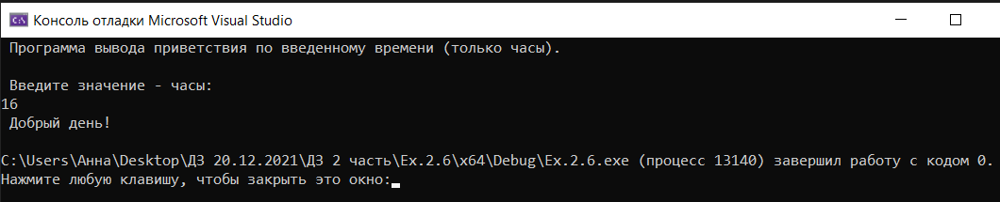 Консоль отладки Microsoft Visual Studio
Программа вывода приветствия по введенному времени (только часы).
Введите значение - часы:
16
Добрый день!
C:\Users\Анна\Desktop\ДЗ 20.12.2021\ДЗ 2 часть\Ex.2.6\x64\Debug\Ex.2.6.exe (процесс 13140) завершил работу с кодом 0.
Нажмите любую клавишу, чтобы закрыть это окно: